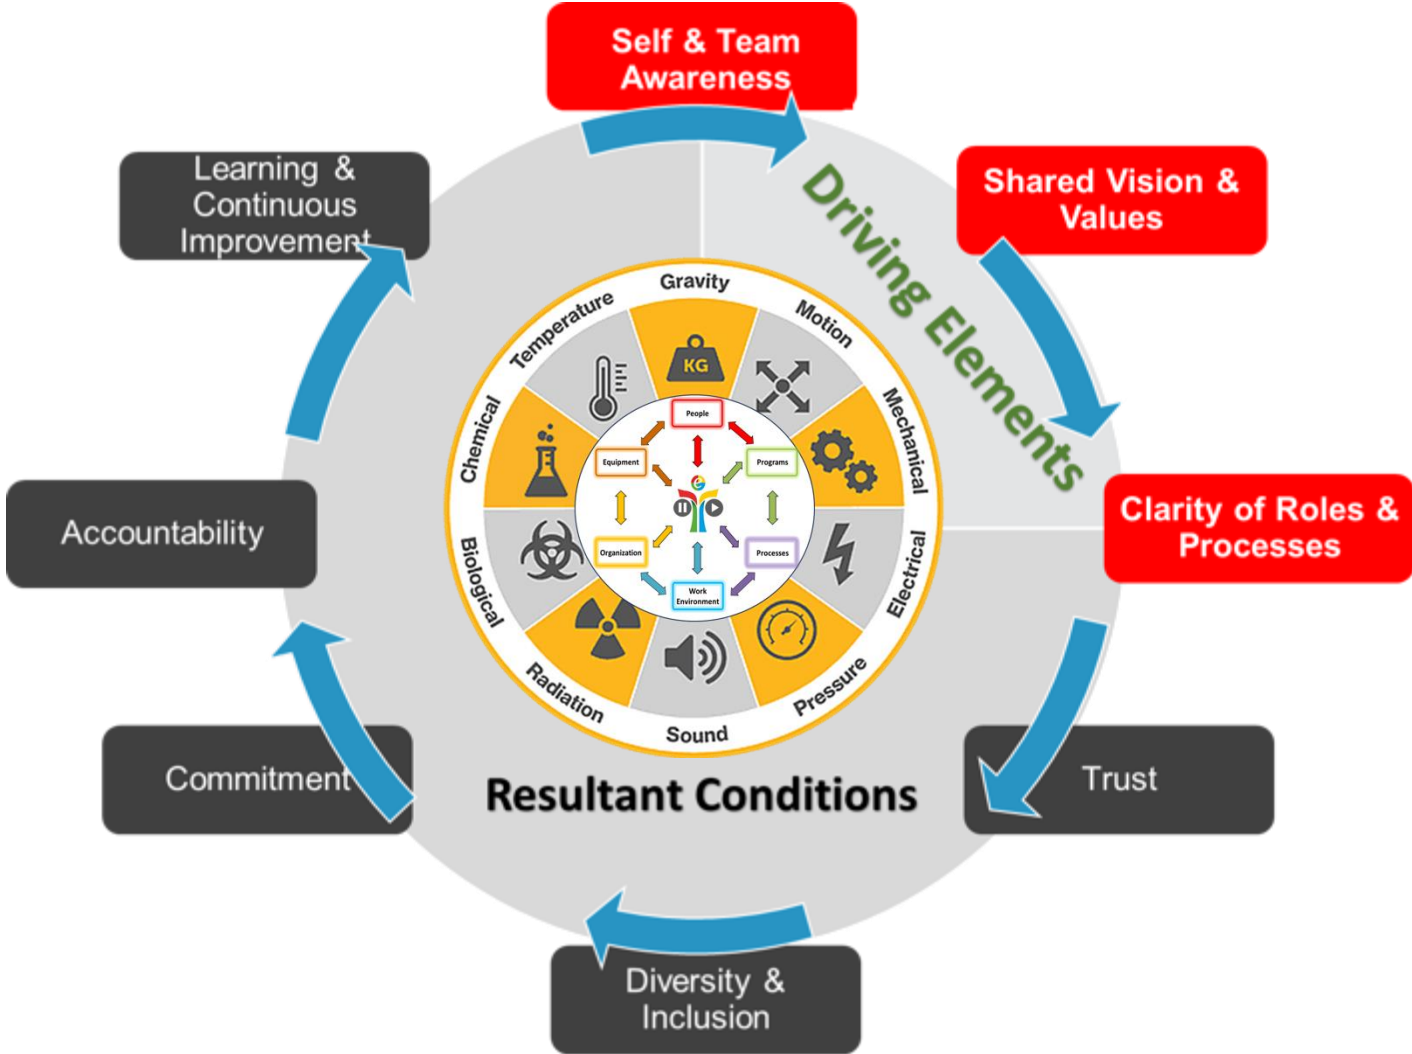 Self & Team
Awareness
Shared Vision &
Values
Clarity of Roles &
Processes
Trust
Diversity &
Inclusion
Commitment
Accountability
Learning &
Continuous
Improvement
Driving Elements
Resultant Conditions
Gravity
Motion
Mechanical
Electrical
Pressure
Sound
Radiation
Biological
Chemical
Temperature
KG
People
Programs
Processes
Work
Environment
Organization
Equipment
e